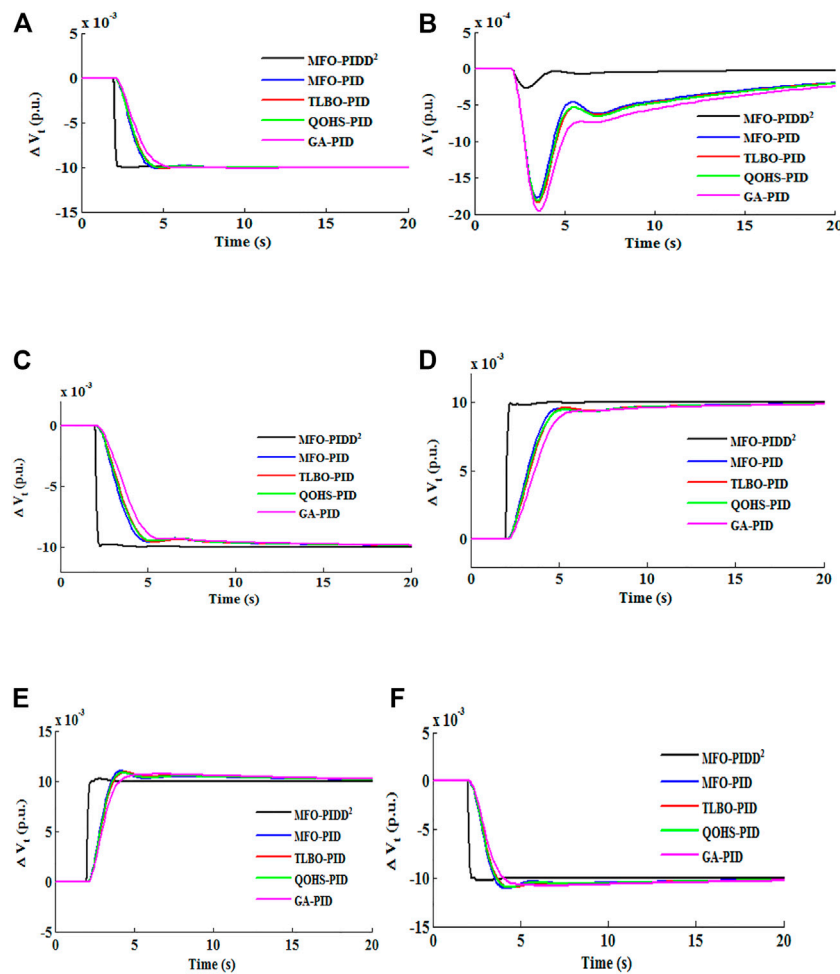 A
x 10⁻³
5
0
-5
-10
-15
0
5
10
15
20
Δ Vₜ (p.u.)
Time (s)
MFO-PIDD²
MFO-PID
TLBO-PID
QOHS-PID
GA-PID
B
x 10⁻⁴
5
0
-5
-10
-15
-20
0
5
10
15
20
Δ Vₜ (p.u.)
Time (s)
MFO-PIDD²
MFO-PID
TLBO-PID
QOHS-PID
GA-PID
C
x 10⁻³
0
-5
-10
0
5
10
15
20
Δ Vₜ (p.u.)
Time (s)
MFO-PIDD²
MFO-PID
TLBO-PID
QOHS-PID
GA-PID
D
x 10⁻³
10
5
0
0
5
10
15
20
Δ Vₜ (p.u.)
Time (s)
MFO-PIDD²
MFO-PID
TLBO-PID
QOHS-PID
GA-PID
E
x 10⁻³
15
10
5
0
-5
0
5
10
15
20
Δ Vₜ (p.u.)
Time (s)
MFO-PIDD²
MFO-PID
TLBO-PID
QOHS-PID
GA-PID
F
x 10⁻³
5
0
-5
-10
-15
0
5
10
15
20
Δ Vₜ (p.u.)
Time (s)
MFO-PIDD²
MFO-PID
TLBO-PID
QOHS-PID
GA-PID